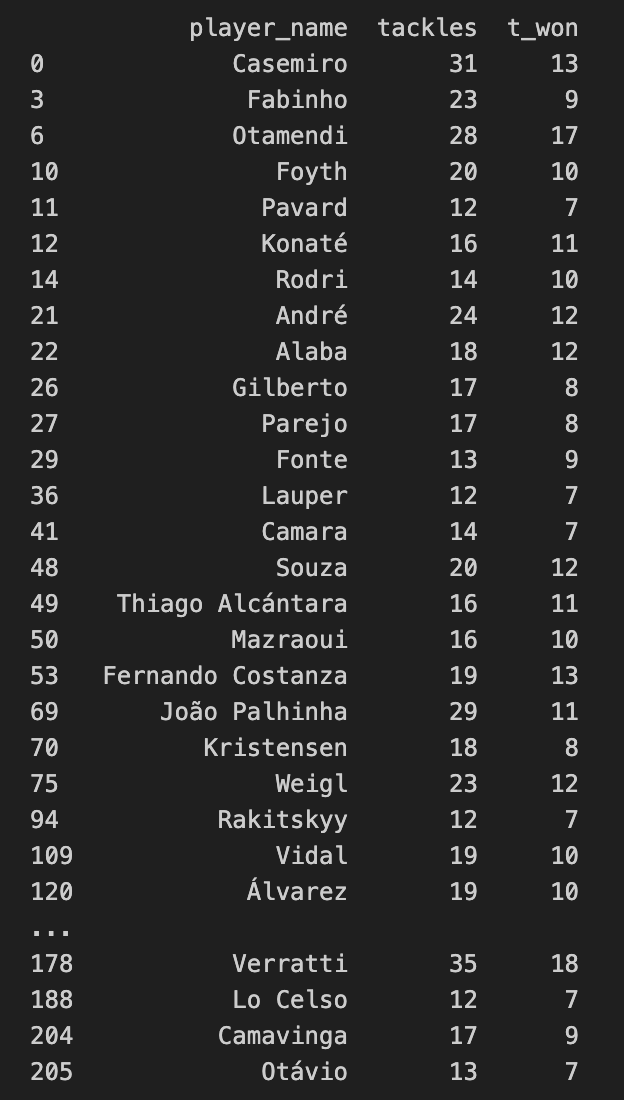 player_name tackles t_won
0 Casemiro 31 13
3 Fabinho 23 9
6 Otamendi 28 17
10 Foyth 20 10
11 Pavard 12 7
12 Konaté 16 11
14 Rodri 14 10
21 André 24 12
22 Alaba 18 12
26 Gilberto 17 8
27 Parejo 17 8
29 Fonte 13 9
36 Lauper 12 7
41 Camara 14 7
48 Souza 20 12
49 Thiago Alcántara 16 11
50 Mazraoui 16 10
53 Fernando Costanza 19 13
69 João Palhinha 29 11
70 Kristensen 18 8
75 Weigl 23 12
94 Rakitskyy 12 7
109 Vidal 19 10
120 Álvarez 19 10
...
178 Verratti 35 18
188 Lo Celso 12 7
204 Camavinga 17 9
205 Otávio 13 7